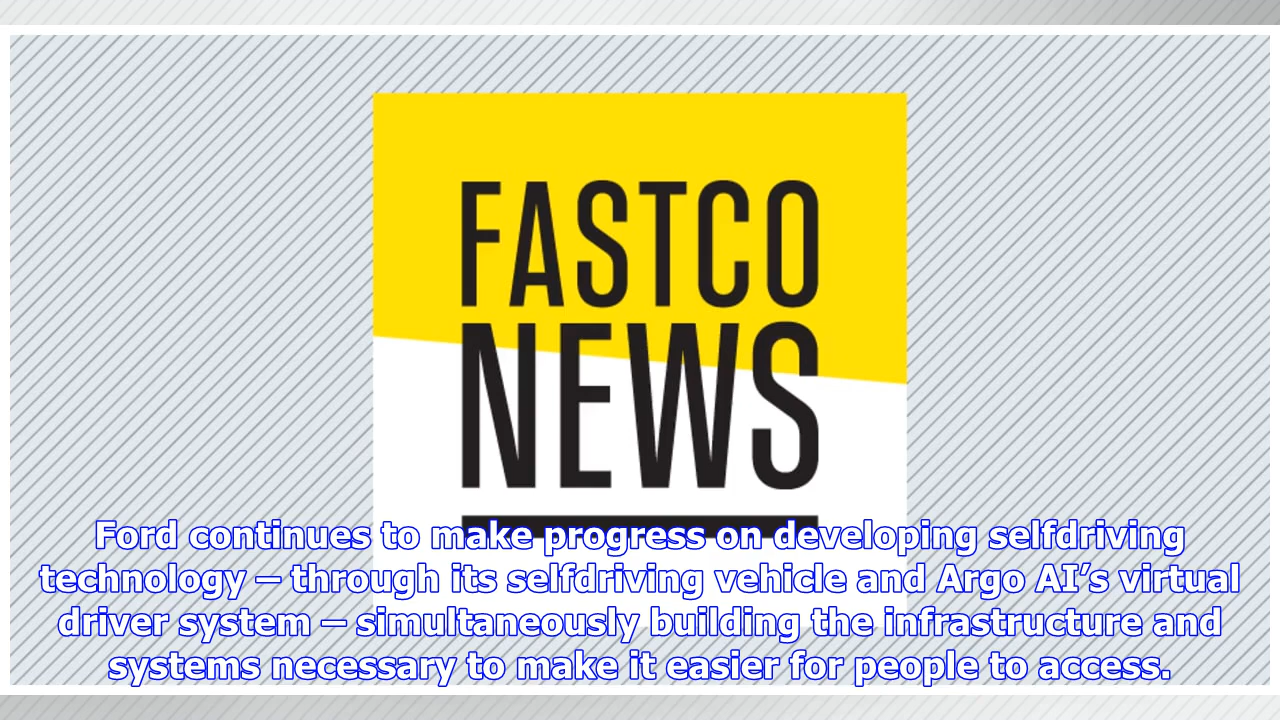 FASTCO
NEWS
Ford continues to make progress on developing selfdriving
technology – through its selfdriving vehicle and Argo AI’s virtual
driver system – simultaneously building the infrastructure and
systems necessary to make it easier for people to access.